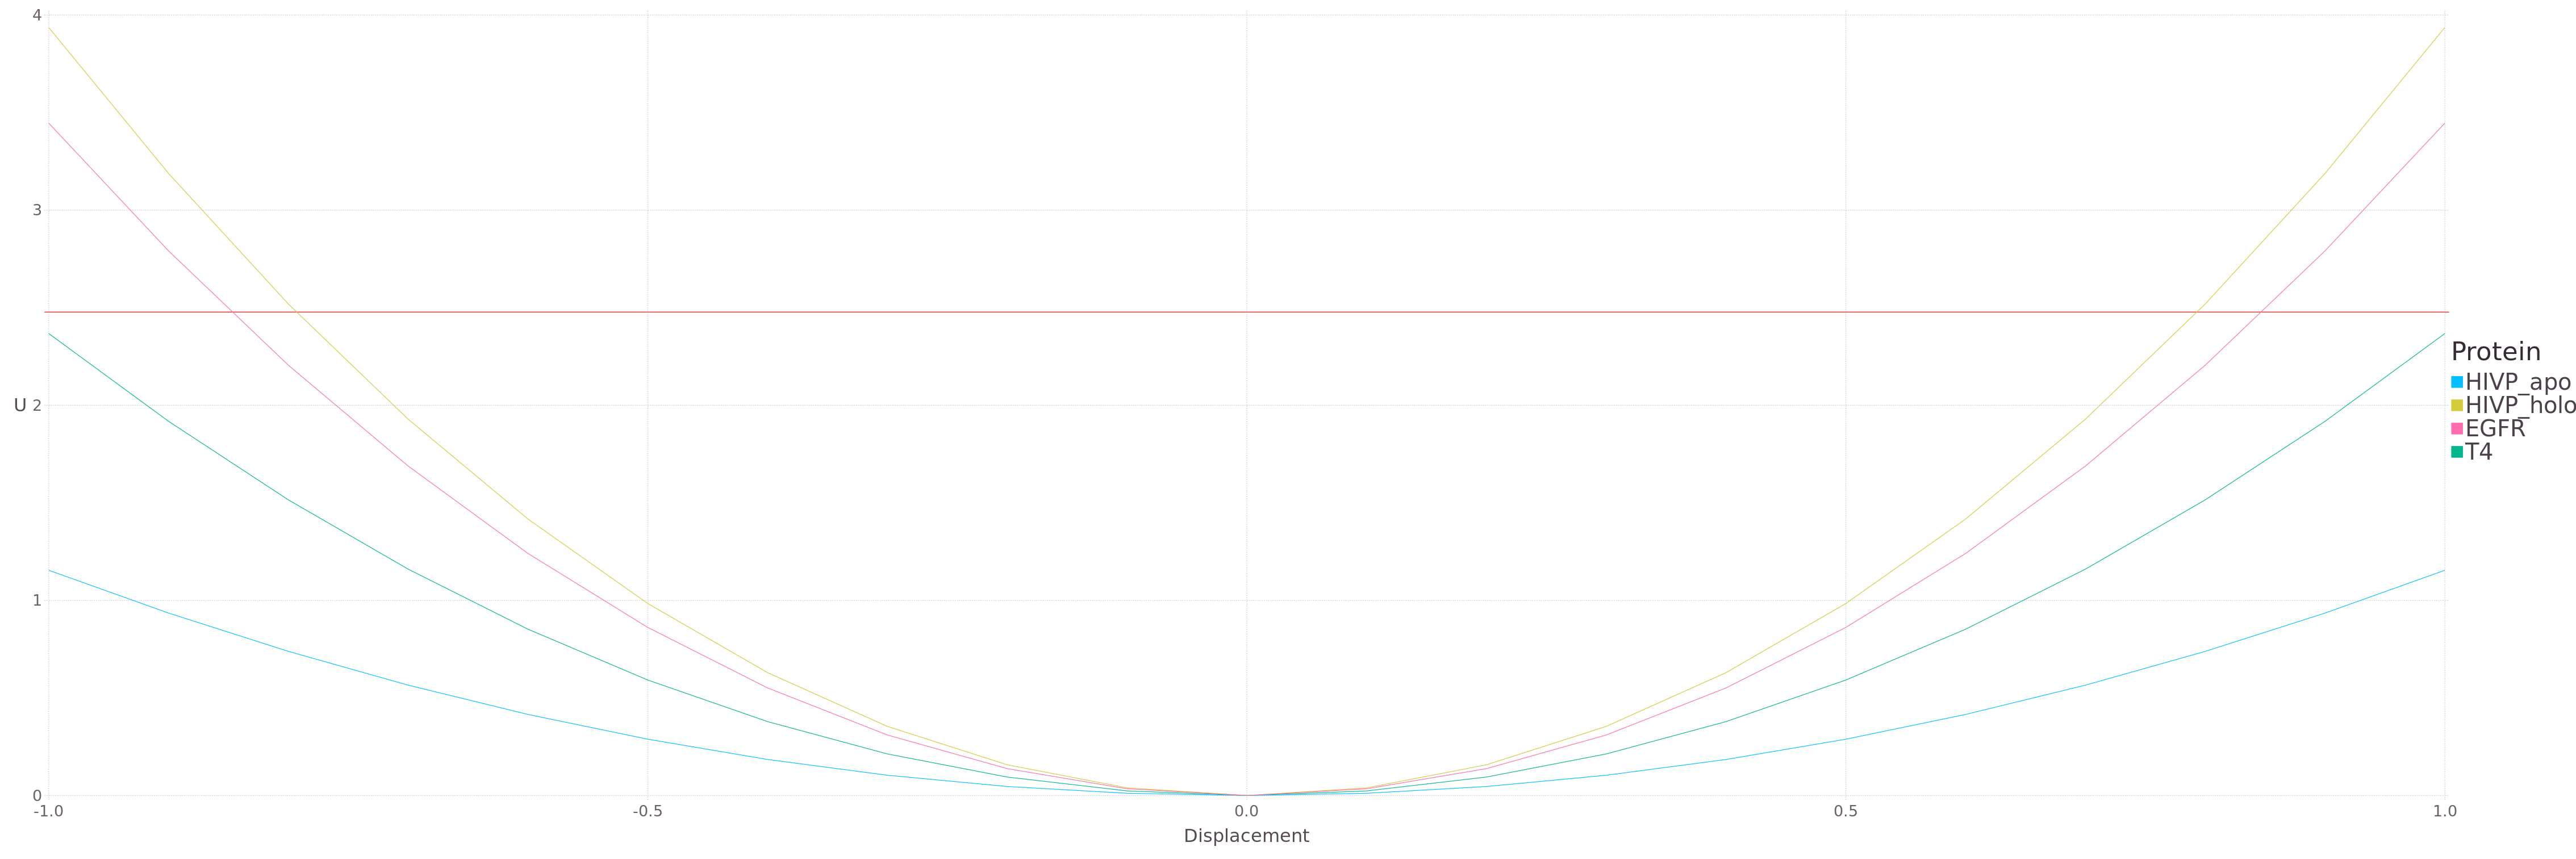 4
3
U 2
1
0
-1.0 -0.5 0.0 0.5 1.0
Displacement
Protein
HIVP_apo
HIVP_holo
EGFR
T4